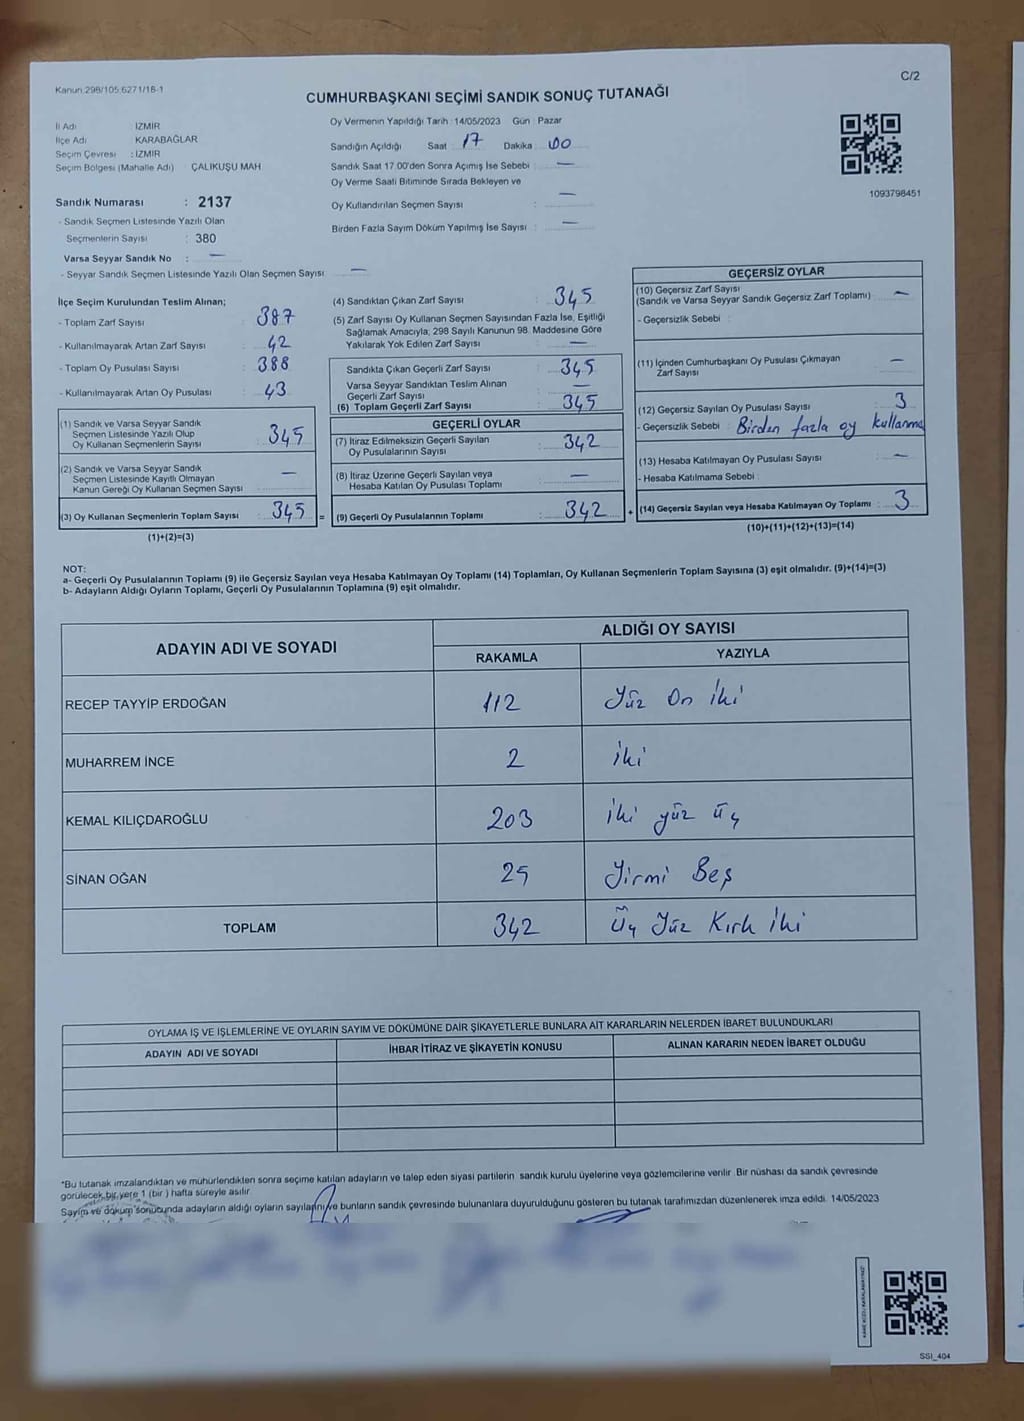 Kanun 298/105 6271/18-1
C/2
CUMHURBAŞKANI SEÇİMİ SANDIK SONUÇ TUTANAĞI
İl Adı İZMİR
İlçe Adı KARABAĞLAR
Seçim Çevresi : İZMİR
Seçim Bölgesi (Mahalle Adı) ÇALIKUŞU MAH
Sandık Numarası : 2137
- Sandık Seçmen Listesinde Yazılı Olan
Seçmenlerin Sayısı : 380
Varsa Seyyar Sandık No : —
- Seyyar Sandık Seçmen Listesinde Yazılı Olan Seçmen Sayısı —
Oy Vermenin Yapıldığı Tarih : 14/05/2023 Gün : Pazar
Sandığın Açıldığı Saat 17 Dakika 00
Sandık Saat 17.00'den Sonra Açımış İse Sebebi : —
Oy Verme Saati Bitiminde Sırada Bekleyen ve
Oy Kullandırılan Seçmen Sayısı : —
Birden Fazla Sayım Döküm Yapılmış İse Sayısı : —
1093798451
İlçe Seçim Kurulundan Teslim Alınan;
- Toplam Zarf Sayısı : 387
- Kullanılmayarak Artan Zarf Sayısı : 42
- Toplam Oy Pusulası Sayısı : 388
- Kullanılmayarak Artan Oy Pusulası : 43
(1) Sandık ve Varsa Seyyar Sandık
Seçmen Listesinde Yazılı Olup
Oy Kullanan Seçmenlerin Sayısı : 345
(2) Sandık ve Varsa Seyyar Sandık
Seçmen Listesinde Kayıtlı Olmayan
Kanun Gereği Oy Kullanan Seçmen Sayısı —
(3) Oy Kullanan Seçmenlerin Toplam Sayısı : 345 =
(1)+(2)=(3)
(4) Sandıktan Çıkan Zarf Sayısı : 345
(5) Zarf Sayısı Oy Kullanan Seçmen Sayısından Fazla İse, Eşitliği
Sağlamak Amacıyla; 298 Sayılı Kanunun 98. Maddesine Göre
Yakılarak Yok Edilen Zarf Sayısı : —
Sandıkta Çıkan Geçerli Zarf Sayısı : 345
Varsa Seyyar Sandıktan Teslim Alınan
Geçerli Zarf Sayısı : —
(6) Toplam Geçerli Zarf Sayısı : 345
GEÇERLİ OYLAR
(7) İtiraz Edilmeksizin Geçerli Sayılan
Oy Pusulalarının Sayısı : 342
(8) İtiraz Üzerine Geçerli Sayılan veya
Hesaba Katılan Oy Pusulası Toplamı : —
(9) Geçerli Oy Pusulalarının Toplamı : 342 +
GEÇERSİZ OYLAR
(10) Geçersiz Zarf Sayısı
(Sandık ve Varsa Seyyar Sandık Geçersiz Zarf Toplamı) : —
- Geçersizlik Sebebi :
(11) İçinden Cumhurbaşkanı Oy Pusulası Çıkmayan
Zarf Sayısı : —
(12) Geçersiz Sayılan Oy Pusulası Sayısı : 3
- Geçersizlik Sebebi : Birden fazla oy kullanma
(13) Hesaba Katılmayan Oy Pusulası Sayısı : —
- Hesaba Katılmama Sebebi :
(14) Geçersiz Sayılan veya Hesaba Katılmayan Oy Toplamı : 3
(10)+(11)+(12)+(13)=(14)
NOT:
a- Geçerli Oy Pusulalarının Toplamı (9) ile Geçersiz Sayılan veya Hesaba Katılmayan Oy Toplamı (14) Toplamları, Oy Kullanan Seçmenlerin Toplam Sayısına (3) eşit olmalıdır. (9)+(14)=(3)
b- Adayların Aldığı Oyların Toplamı, Geçerli Oy Pusulalarının Toplamına (9) eşit olmalıdır.
ADAYIN ADI VE SOYADI ALDIĞI OY SAYISI
RAKAMLA YAZIYLA
RECEP TAYYİP ERDOĞAN 112 Yüz On İki
MUHARREM İNCE 2 İki
KEMAL KILIÇDAROĞLU 203 İki yüz üç
SİNAN OĞAN 25 Yirmi Beş
TOPLAM 342 Üç Yüz Kırk İki
OYLAMA İŞ VE İŞLEMLERİNE VE OYLARIN SAYIM VE DÖKÜMÜNE DAİR ŞİKAYETLERLE BUNLARA AİT KARARLARIN NELERDEN İBARET BULUNDUKLARI
ADAYIN ADI VE SOYADI İHBAR İTİRAZ VE ŞİKAYETİN KONUSU ALINAN KARARIN NEDEN İBARET OLDUĞU
*Bu tutanak imzalandıktan ve mühürlendikten sonra seçime katılan adayların ve talep eden siyasi partilerin sandık kurulu üyelerine veya gözlemcilerine verilir. Bir nüshası da sandık çevresinde
görülecek bir yere 1 (bir ) hafta süreyle asılır.
Sayım ve döküm sonucunda adayların aldığı oyların sayılarını ve bunların sandık çevresinde bulunanlara duyurulduğunu gösteren bu tutanak tarafımızdan düzenlenerek imza edildi. 14/05/2023
SSI_404